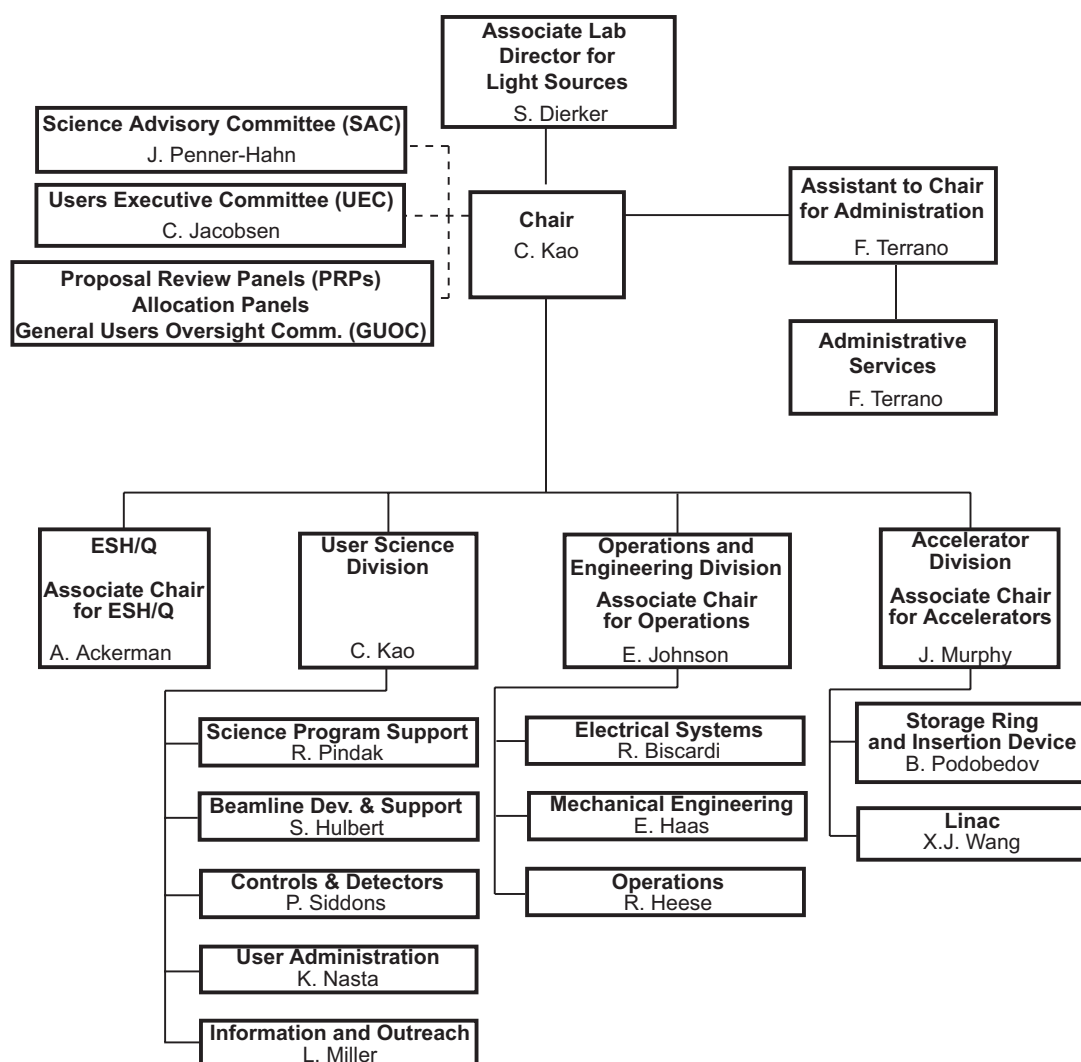 Associate Lab
Director for
Light Sources
S. Dierker
Science Advisory Committee (SAC)
J. Penner-Hahn
Users Executive Committee (UEC)
C. Jacobsen
Proposal Review Panels (PRPs)
Allocation Panels
General Users Oversight Comm. (GUOC)
Chair
C. Kao
Assistant to Chair
for Administration
F. Terrano
Administrative
Services
F. Terrano
ESH/Q
Associate Chair
for ESH/Q
A. Ackerman
User Science
Division
C. Kao
Operations and
Engineering Division
Associate Chair
for Operations
E. Johnson
Accelerator
Division
Associate Chair
for Accelerators
J. Murphy
Science Program Support
R. Pindak
Beamline Dev. & Support
S. Hulbert
Controls & Detectors
P. Siddons
User Administration
K. Nasta
Information and Outreach
L. Miller
Electrical Systems
R. Biscardi
Mechanical Engineering
E. Haas
Operations
R. Heese
Storage Ring
and Insertion Device
B. Podobedov
Linac
X.J. Wang